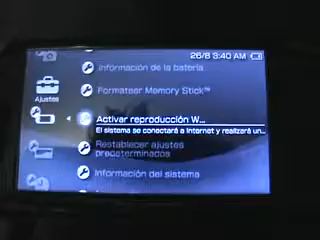 26/8 3:40 AM
Información de la batería
Formatear Memory Stick™
Ajustes
Activar reproducción W...
El sistema se conectará a Internet y realizará un...
Restablecer ajustes
predeterminados
Información del sistema